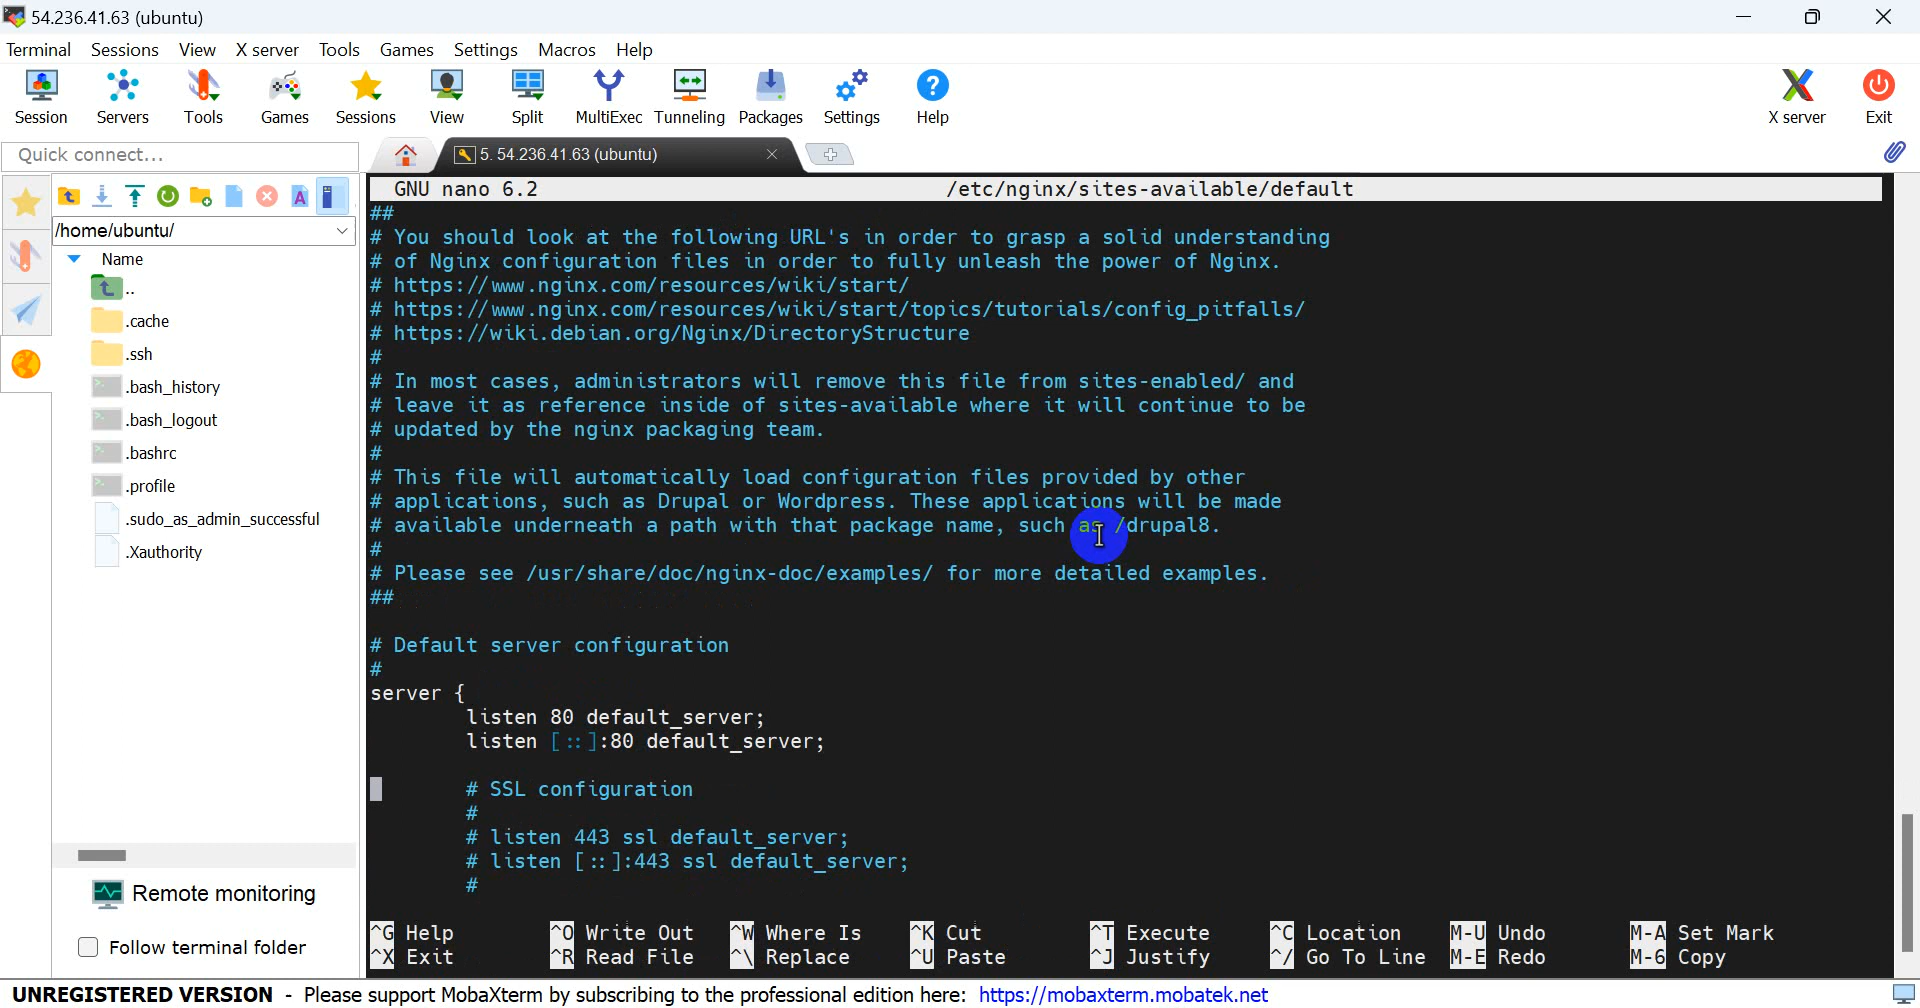 54.236.41.63 (ubuntu)
Terminal Sessions View X server Tools Games Settings Macros Help
Session Servers Tools Games Sessions View Split MultiExec Tunneling Packages Settings Help X server Exit
Quick connect...
5. 54.236.41.63 (ubuntu)
/home/ubuntu/
Name
..
.cache
.ssh
.bash_history
.bash_logout
.bashrc
.profile
.sudo_as_admin_successful
.Xauthority
Remote monitoring
Follow terminal folder
GNU nano 6.2 /etc/nginx/sites-available/default
##
# You should look at the following URL's in order to grasp a solid understanding
# of Nginx configuration files in order to fully unleash the power of Nginx.
# https://www.nginx.com/resources/wiki/start/
# https://www.nginx.com/resources/wiki/start/topics/tutorials/config_pitfalls/
# https://wiki.debian.org/Nginx/DirectoryStructure
#
# In most cases, administrators will remove this file from sites-enabled/ and
# leave it as reference inside of sites-available where it will continue to be
# updated by the nginx packaging team.
#
# This file will automatically load configuration files provided by other
# applications, such as Drupal or Wordpress. These applications will be made
# available underneath a path with that package name, such as /drupal8.
#
# Please see /usr/share/doc/nginx-doc/examples/ for more detailed examples.
##
# Default server configuration
#
server {
listen 80 default_server;
listen [::]:80 default_server;
# SSL configuration
#
# listen 443 ssl default_server;
# listen [::]:443 ssl default_server;
#
^G Help ^O Write Out ^W Where Is ^K Cut ^T Execute ^C Location M-U Undo M-A Set Mark
^X Exit ^R Read File ^\ Replace ^U Paste ^J Justify ^/ Go To Line M-E Redo M-6 Copy
UNREGISTERED VERSION - Please support MobaXterm by subscribing to the professional edition here: https://mobaxterm.mobatek.net